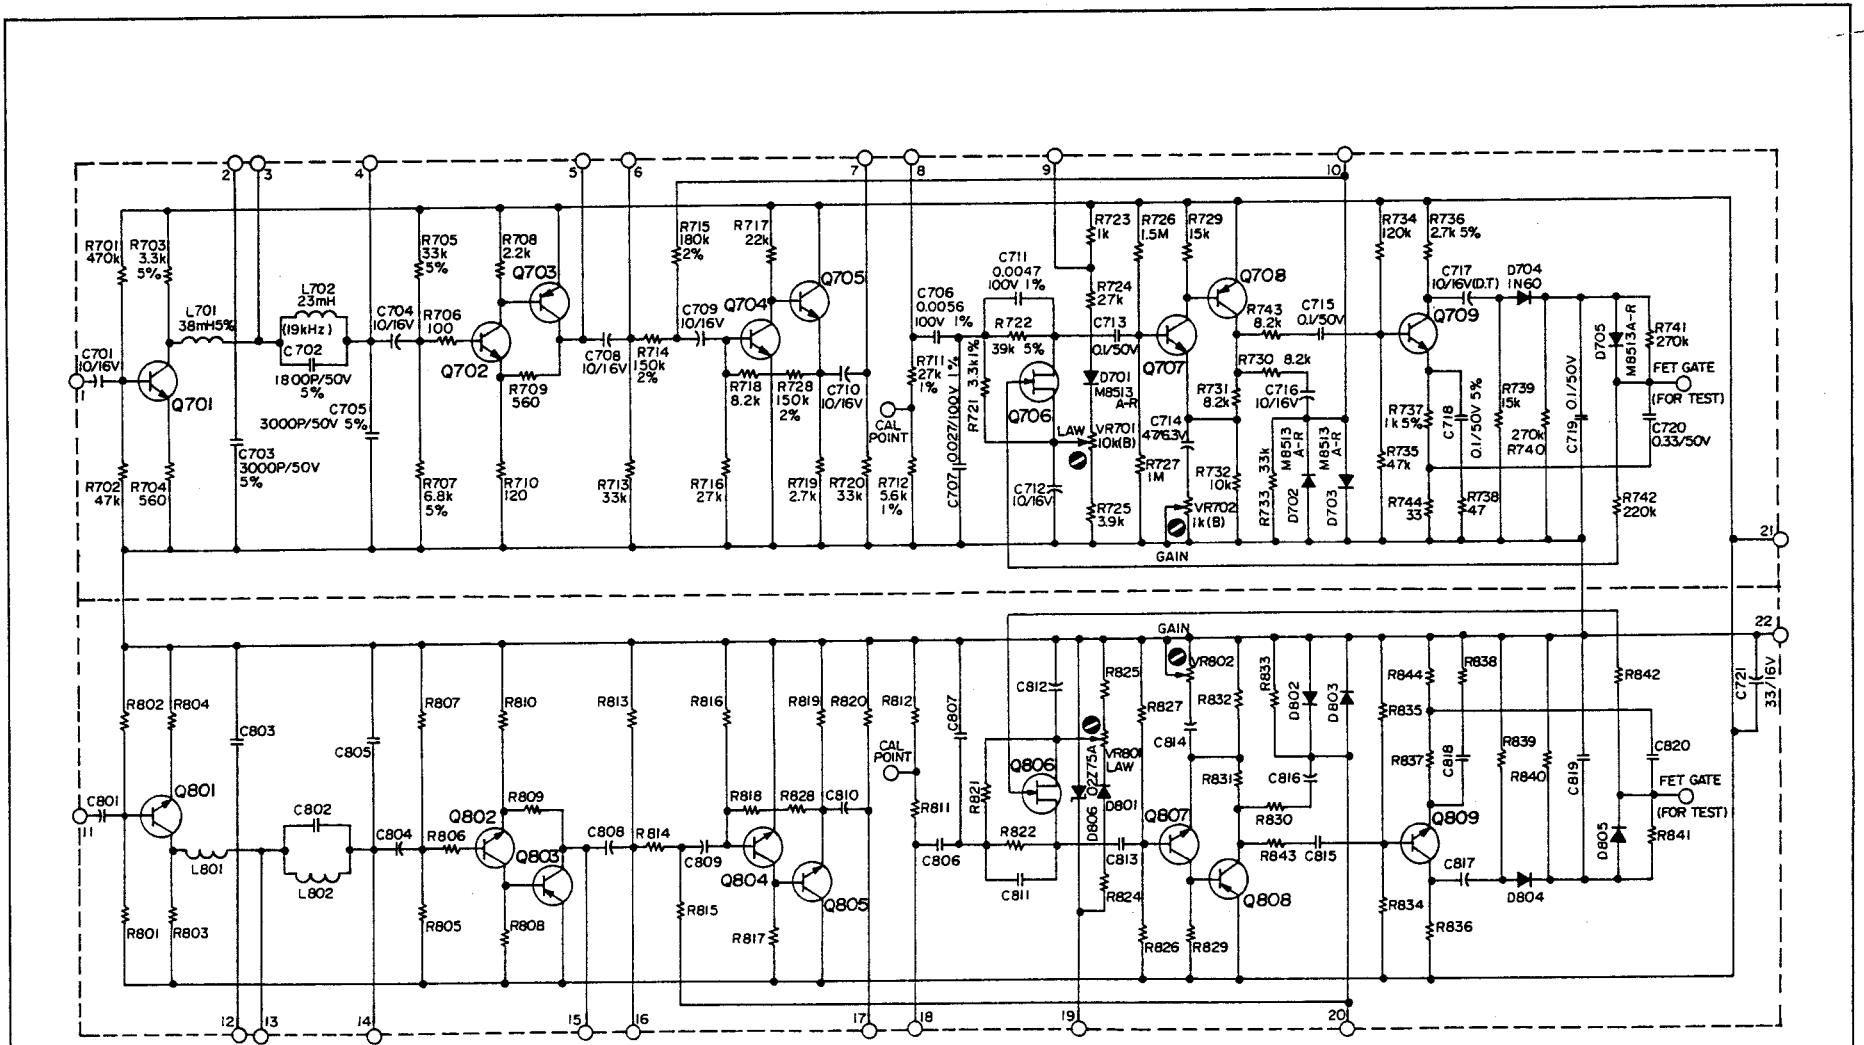 2
3
4
5
6
7
8
9
10
R701
470k
R703
3.3k
5%
L701
38mH5%
L702
23mH
(19kHz)
C702
1800P/50V
5%
C705
3000P/50V 5%
C703
3000P/50V
5%
C701
10/16V
1
Q701
R702
47k
R704
560
C704
10/16V
R705
33k
5%
R706
100
R707
6.8k
5%
R708
2.2k
Q703
Q702
R709
560
R710
120
C708
10/16V
R713
33k
R714
150k
2%
R715
180k
2%
C709
10/16V
R717
22k
Q704
Q705
R718
8.2k
R728
150k
2%
C710
10/16V
R716
27k
R719
2.7k
R720
33k
CAL
POINT
R711
27k
1%
R712
5.6k
1%
C706
0.0056
100V 1%
C707 0.027/100V 1%
R721 3.3k1%
C711
0.0047
100V 1%
R722
39k 5%
Q706
C712
10/16V
LAW
VR701
10k(B)
R723
1k
R724
27k
D701
M8513
A-R
R725
3.9k
C713
0.1/50V
R726
1.5M
R727
1M
Q707
R729
15k
C714
47/6.3V
VR702
1k(B)
GAIN
Q708
R743
8.2k
R730 8.2k
R731
8.2k
R732
10k
C715
0.1/50V
C716
10/16V
R733 33k
D702
M8513
A-R
D703
M8513
A-R
R734
120k
R735
47k
R736
2.7k 5%
Q709
R737
1k 5%
R744
33
C718
0.1/50V 5%
R738
47
C717
10/16V(D.T)
D704
1N60
R739
15k
270k
R740
C719 0.1/50V
D705
M8513A-R
R741
270k
FET GATE
(FOR TEST)
C720
0.33/50V
R742
220k
21
22
C721
33/16V
R802
R804
C803
C805
R807
R810
R813
R816
R819
R820
R812
C807
C812
R825
GAIN
VR802
R827
C814
R832
R833
D802
D803
R844
R838
R835
R837
C818
R839
R840
C819
R842
C820
CAL
POINT
C801
11
Q801
L801
C802
L802
C804
R806
Q802
R809
Q803
C808
R814
R818
R828
C810
C809
Q804
Q805
R811
C806
R821
Q806
R822
C811
D806 02Z75A
VR801
LAW
D801
C813
R824
Q807
Q808
R831
C816
R830
R843
C815
Q809
C817
D804
D805
FET GATE
(FOR TEST)
R841
R801
R803
R805
R808
R815
R817
R826
R829
R834
R836
12
13
14
15
16
17
18
19
20